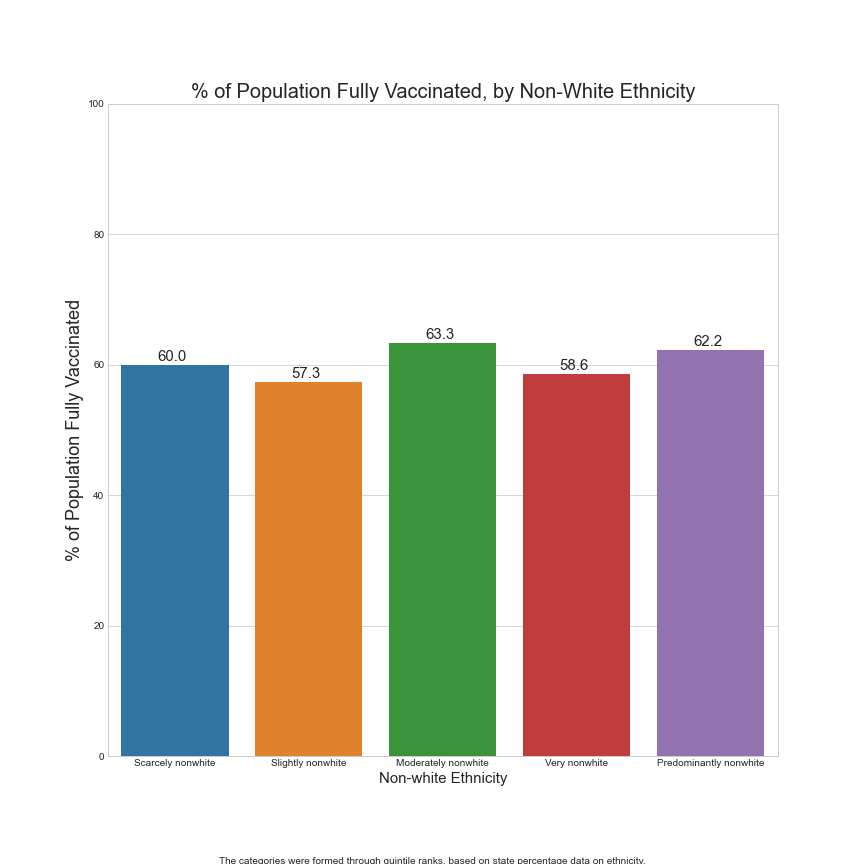 % of Population Fully Vaccinated, by Non-White Ethnicity
100
80
60
40
20
0
% of Population Fully Vaccinated
60.0
57.3
63.3
58.6
62.2
Scarcely nonwhite
Slightly nonwhite
Moderately nonwhite
Very nonwhite
Predominantly nonwhite
Non-white Ethnicity
The categories were formed through quintile ranks, based on state percentage data on ethnicity.